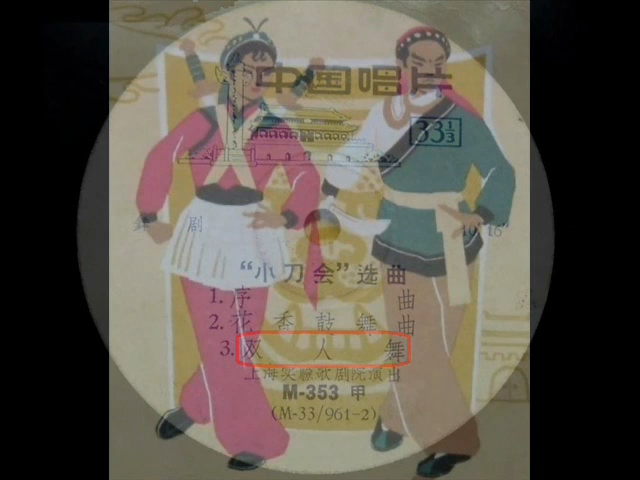 中国唱片
33⅓
舞 剧 10′16″
“小刀会”选曲
1. 序 曲
2. 花香鼓舞曲
3. 双人舞
上海实验歌剧院演出
M-353 甲
(M-33/961-2)